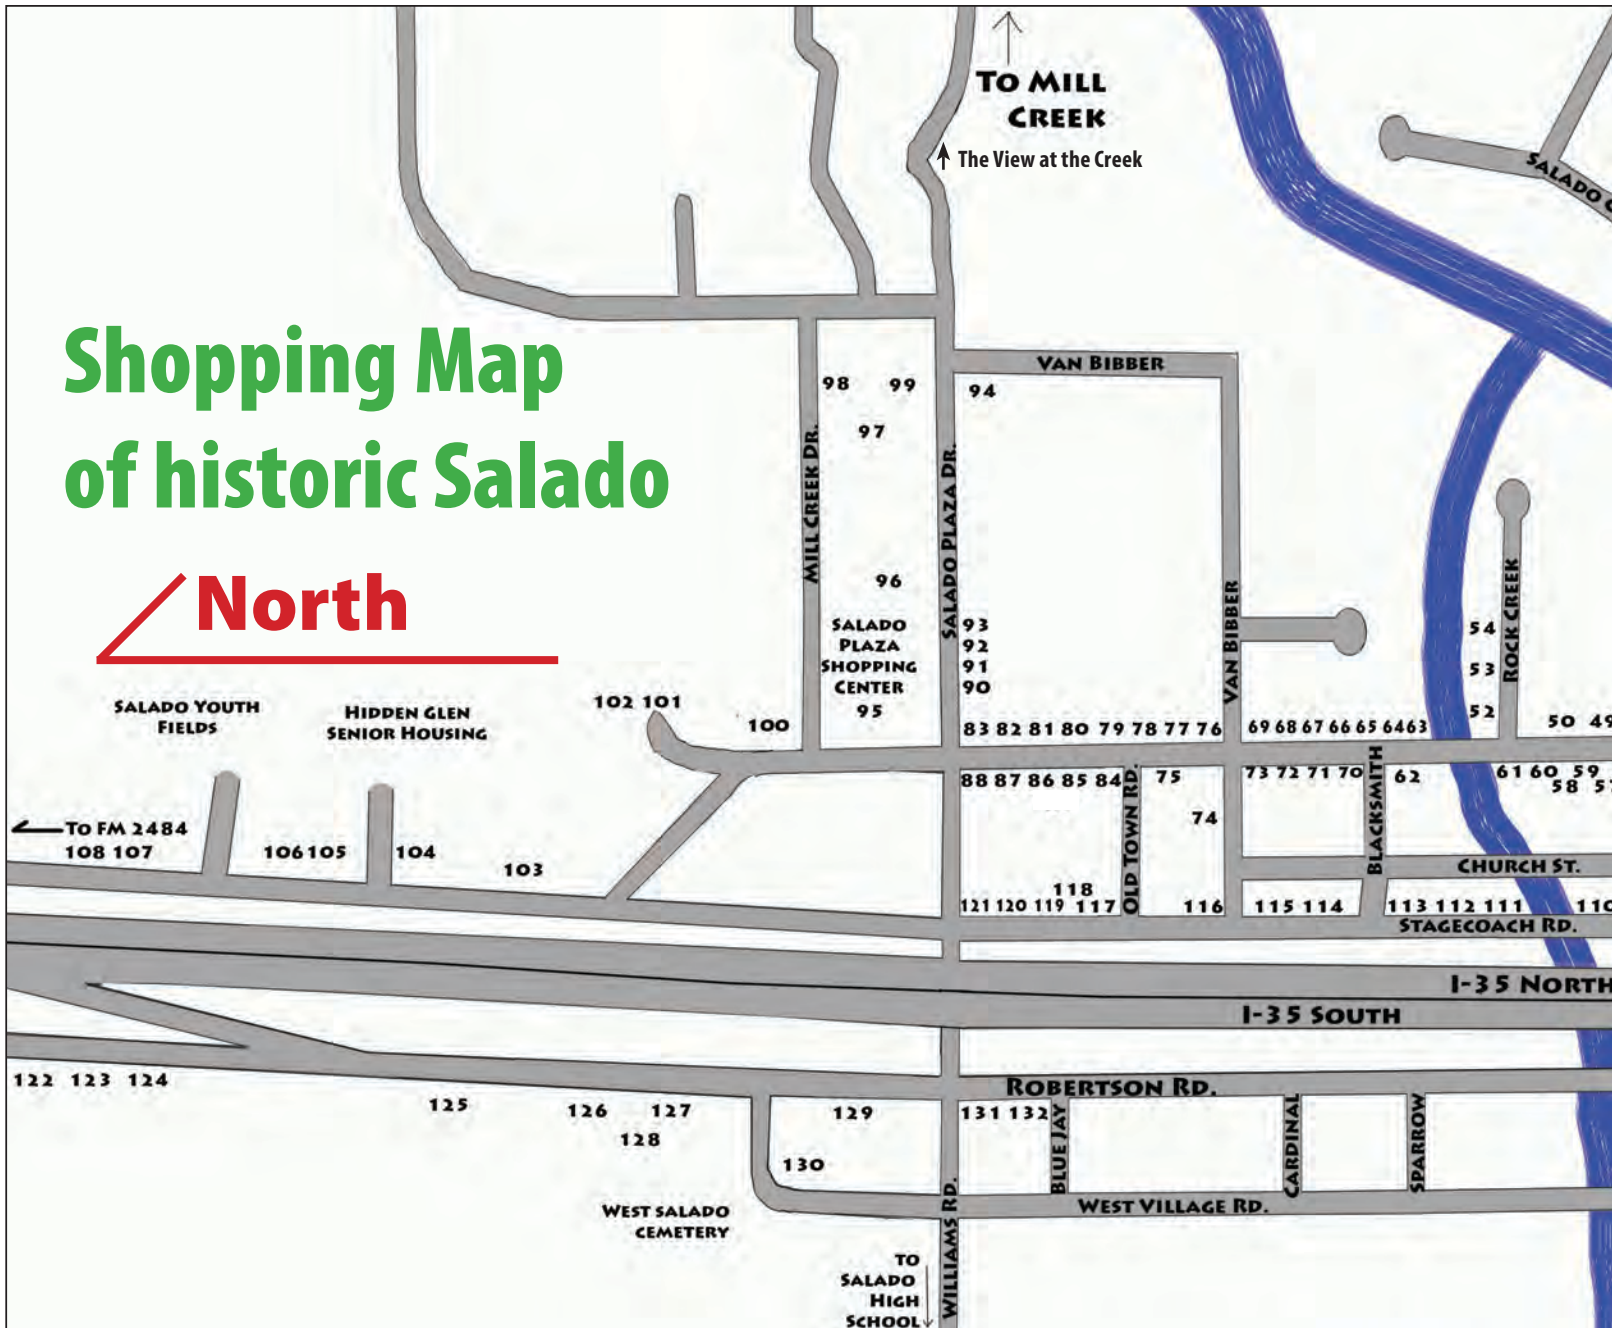 TO MILL
CREEK
The View at the Creek
SALADO
Shopping Map
of historic Salado
North
VAN BIBBER
98
99
94
97
MILL CREEK DR.
SALADO PLAZA DR.
96
SALADO
PLAZA
SHOPPING
CENTER
95
93
92
91
90
VAN BIBBER
ROCK CREEK
54
53
52
SALADO YOUTH
FIELDS
HIDDEN GLEN
SENIOR HOUSING
102 101
100
83 82 81 80 79 78 77 76
69 68 67 66 65 64 63
50 49
88 87 86 85 84
75
73 72 71 70
62
61 60 59
58
74
OLD TOWN RD.
BLACKSMITH
TO FM 2484
108 107
106 105
104
103
CHURCH ST.
118
121 120 119 117
116
115 114
113 112 111
110
STAGECOACH RD.
I-35 NORTH
I-35 SOUTH
ROBERTSON RD.
122 123 124
125
126
127
128
129
130
131 132
BLUE JAY
CARDINAL
SPARROW
WEST VILLAGE RD.
WEST SALADO
CEMETERY
WILLIAMS RD.
TO
SALADO
HIGH
SCHOOL